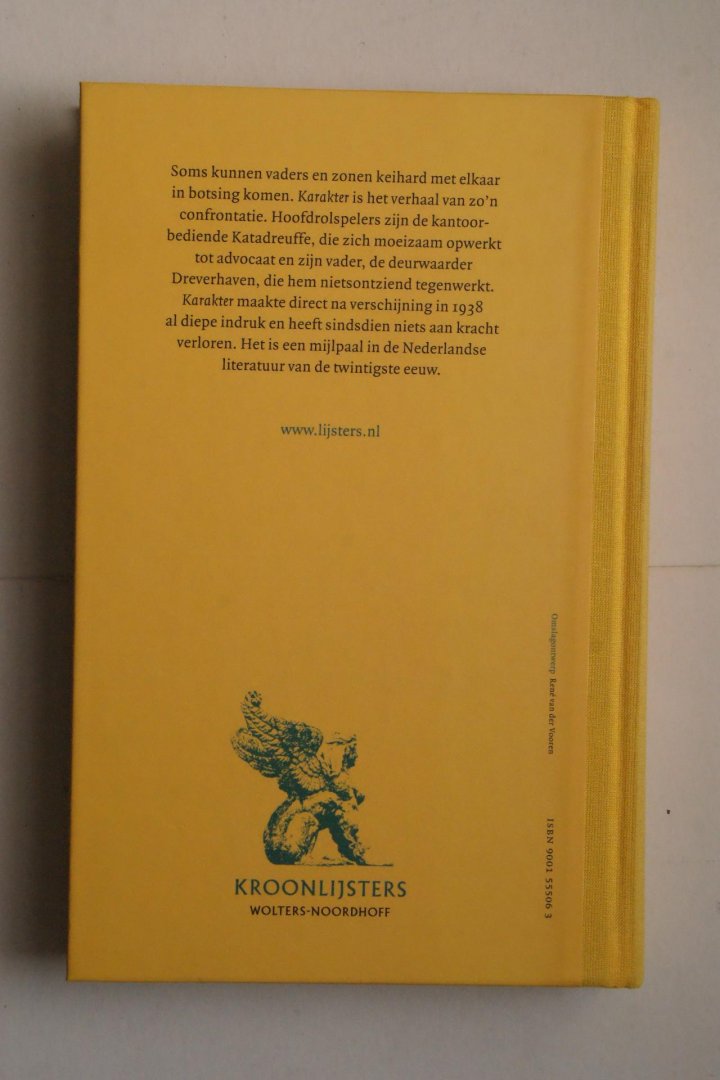 Soms kunnen vaders en zonen keihard met elkaar
in botsing komen. Karakter is het verhaal van zo'n
confrontatie. Hoofdrolspelers zijn de kantoor-
bediende Katadreuffe, die zich moeizaam opwerkt
tot advocaat en zijn vader, de deurwaarder
Dreverhaven, die hem nietsontziend tegenwerkt.
Karakter maakte direct na verschijning in 1938
al diepe indruk en heeft sindsdien niets aan kracht
verloren. Het is een mijlpaal in de Nederlandse
literatuur van de twintigste eeuw.
www.lijsters.nl
Omslagontwerp René van der Vooren
ISBN 9001 55506 3
KROONLIJSTERS
WOLTERS-NOORDHOFF